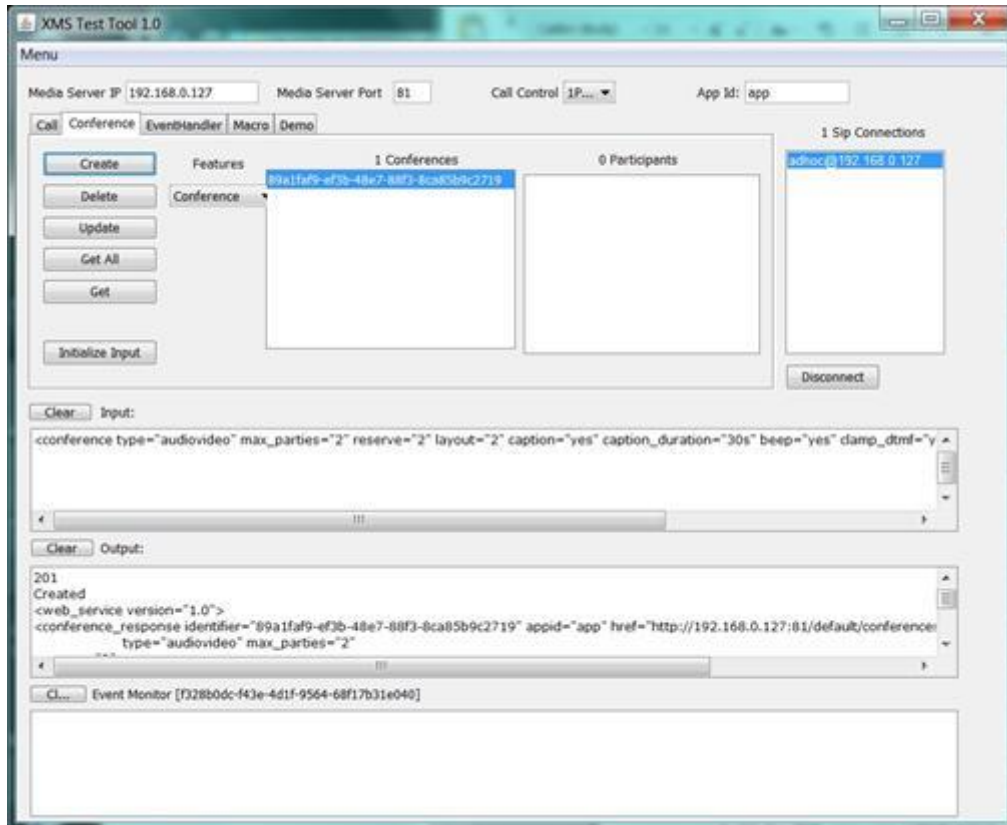 XMS Test Tool 1.0
Menu
Media Server IP 192.168.0.127 Media Server Port 81 Call Control 1P... App Id: app
Call Conference EventHandler Macro Demo
1 Sip Connections
Create Features 1 Conferences 0 Participants
adhoc@192.168.0.127
89a1faf9-ef3b-48e7-88f3-8ca85b9c2719
Delete Conference
Update
Get All
Get
Initialize Input
Disconnect
Clear Input:
<conference type="audiovideo" max_parties="2" reserve="2" layout="2" caption="yes" caption_duration="30s" beep="yes" clamp_dtmf="y
Clear Output:
201
Created
<web_service version="1.0">
<conference_response identifier="89a1faf9-ef3b-48e7-88f3-8ca85b9c2719" appid="app" href="http://192.168.0.127:81/default/conferences
type="audiovideo" max_parties="2"
Cl... Event Monitor [f328b0dc-f43e-4d1f-9564-68f17b31e040]